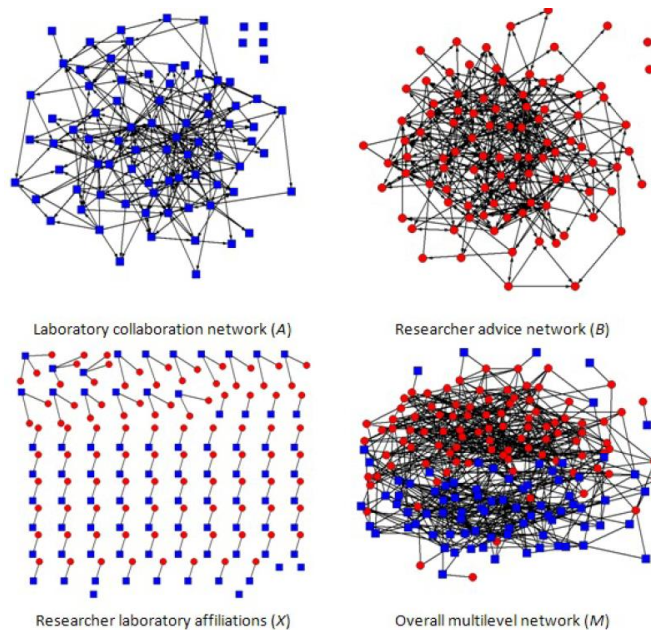 Laboratory collaboration network (A)
Researcher advice network (B)
Researcher laboratory affiliations (X)
Overall multilevel network (M)